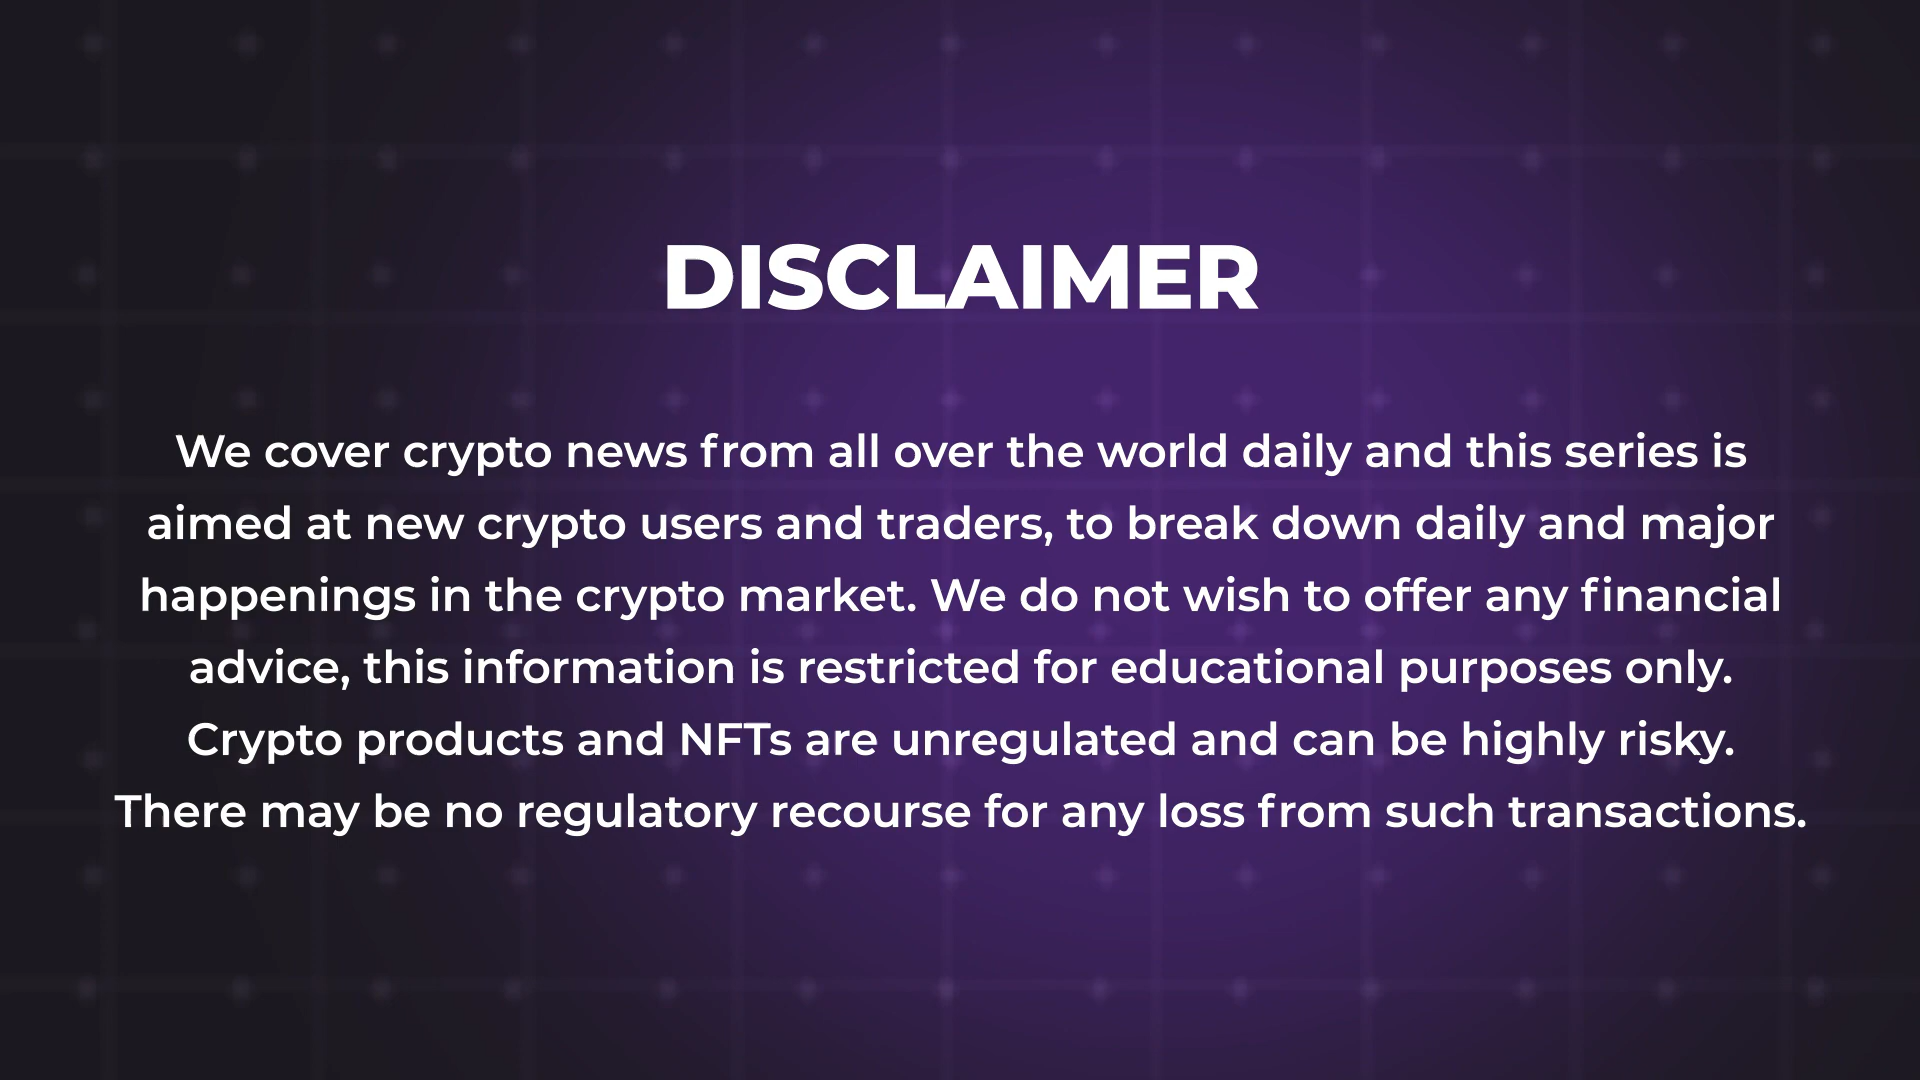 DISCLAIMER
We cover crypto news from all over the world daily and this series is
aimed at new crypto users and traders, to break down daily and major
happenings in the crypto market. We do not wish to offer any financial
advice, this information is restricted for educational purposes only.
Crypto products and NFTs are unregulated and can be highly risky.
There may be no regulatory recourse for any loss from such transactions.